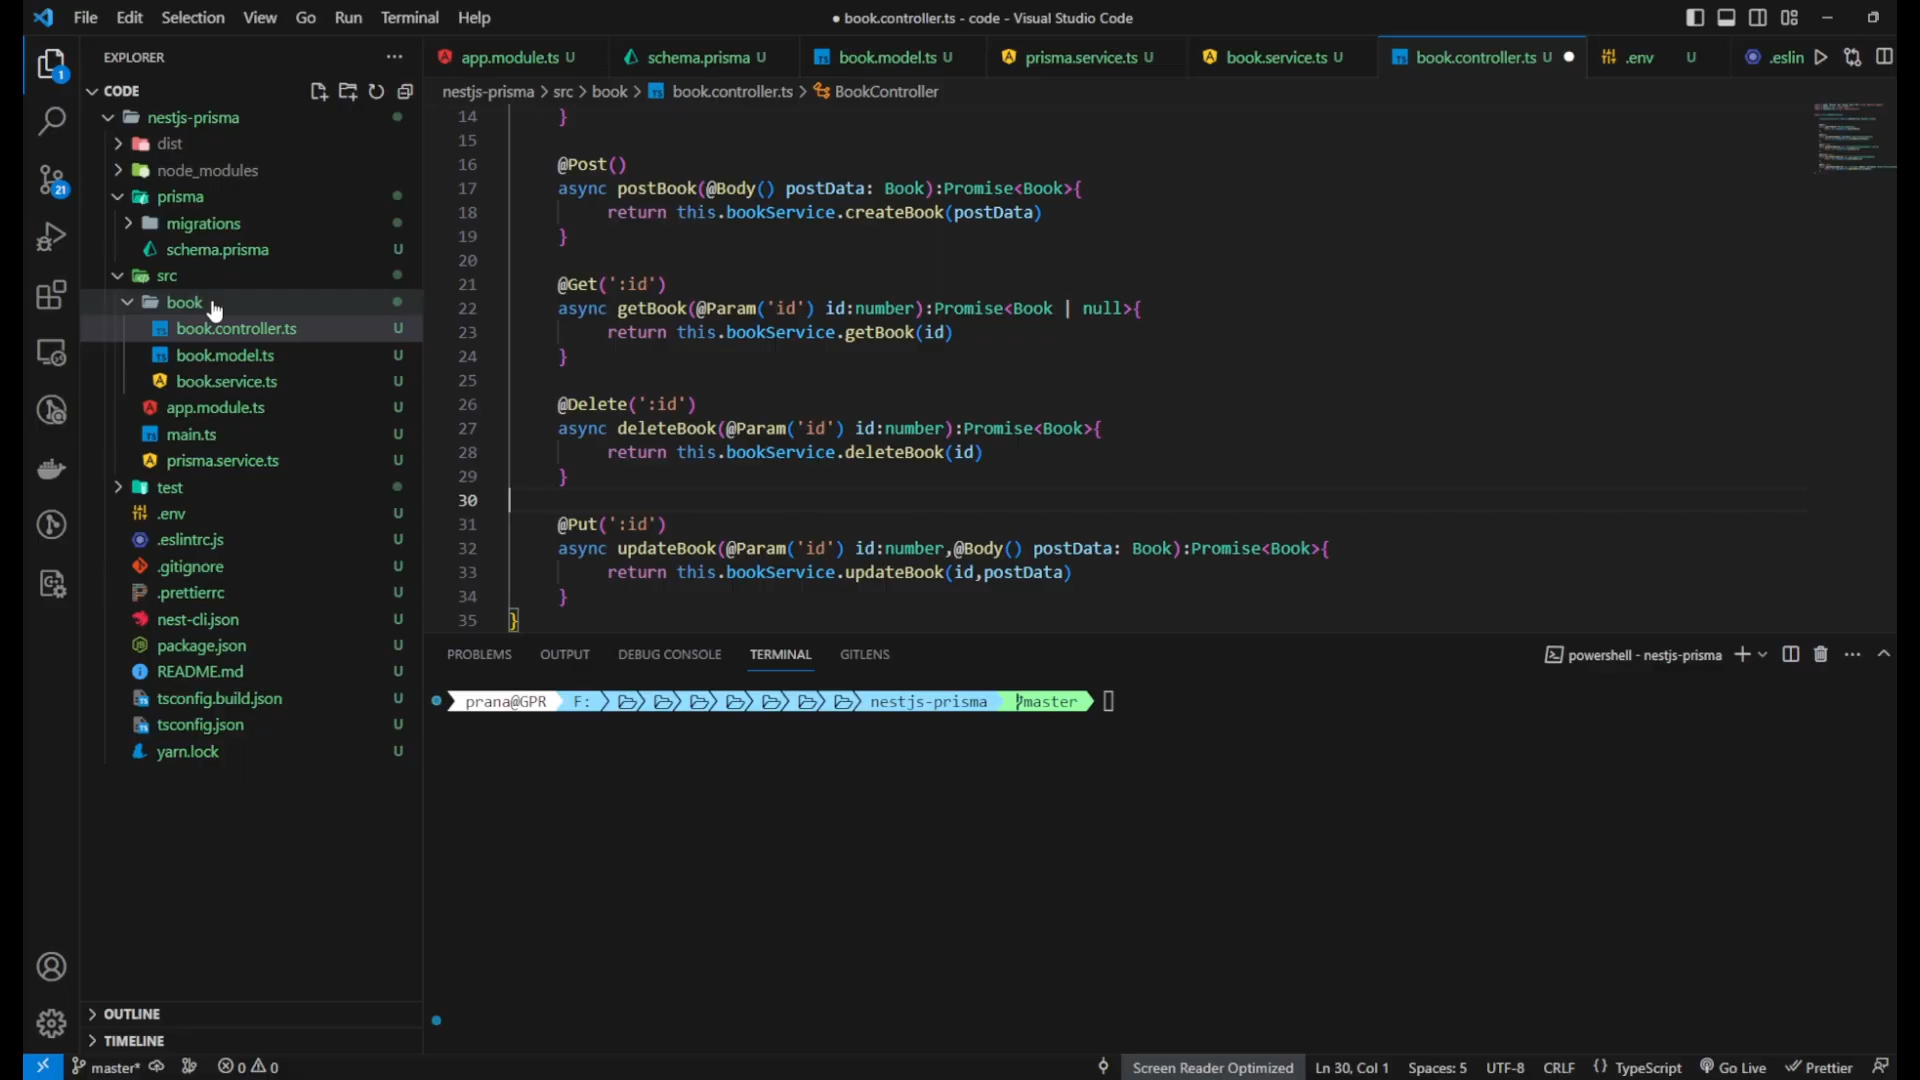 File Edit Selection View Go Run Terminal Help
● book.controller.ts - code - Visual Studio Code
EXPLORER
app.module.ts U schema.prisma U book.model.ts U prisma.service.ts U book.service.ts U book.controller.ts U .env U .eslin
CODE
nestjs-prisma > src > book > book.controller.ts > BookController
1
21
nestjs-prisma
dist
node_modules
prisma
migrations
schema.prisma U
src
book
book.controller.ts U
book.model.ts U
book.service.ts U
app.module.ts U
main.ts U
prisma.service.ts U
test
.env U
.eslintrc.js U
.gitignore U
.prettierrc U
nest-cli.json U
package.json U
README.md U
tsconfig.build.json U
tsconfig.json U
yarn.lock U
OUTLINE
TIMELINE
14 }
15
16 @Post()
17 async postBook(@Body() postData: Book):Promise<Book>{
18 return this.bookService.createBook(postData)
19 }
20
21 @Get(':id')
22 async getBook(@Param('id') id:number):Promise<Book | null>{
23 return this.bookService.getBook(id)
24 }
25
26 @Delete(':id')
27 async deleteBook(@Param('id') id:number):Promise<Book>{
28 return this.bookService.deleteBook(id)
29 }
30
31 @Put(':id')
32 async updateBook(@Param('id') id:number,@Body() postData: Book):Promise<Book>{
33 return this.bookService.updateBook(id,postData)
34 }
35 }
PROBLEMS OUTPUT DEBUG CONSOLE TERMINAL GITLENS
powershell - nestjs-prisma
prana@GPR F: nestjs-prisma master
master* 0 0 Screen Reader Optimized Ln 30, Col 1 Spaces: 5 UTF-8 CRLF {} TypeScript Go Live Prettier